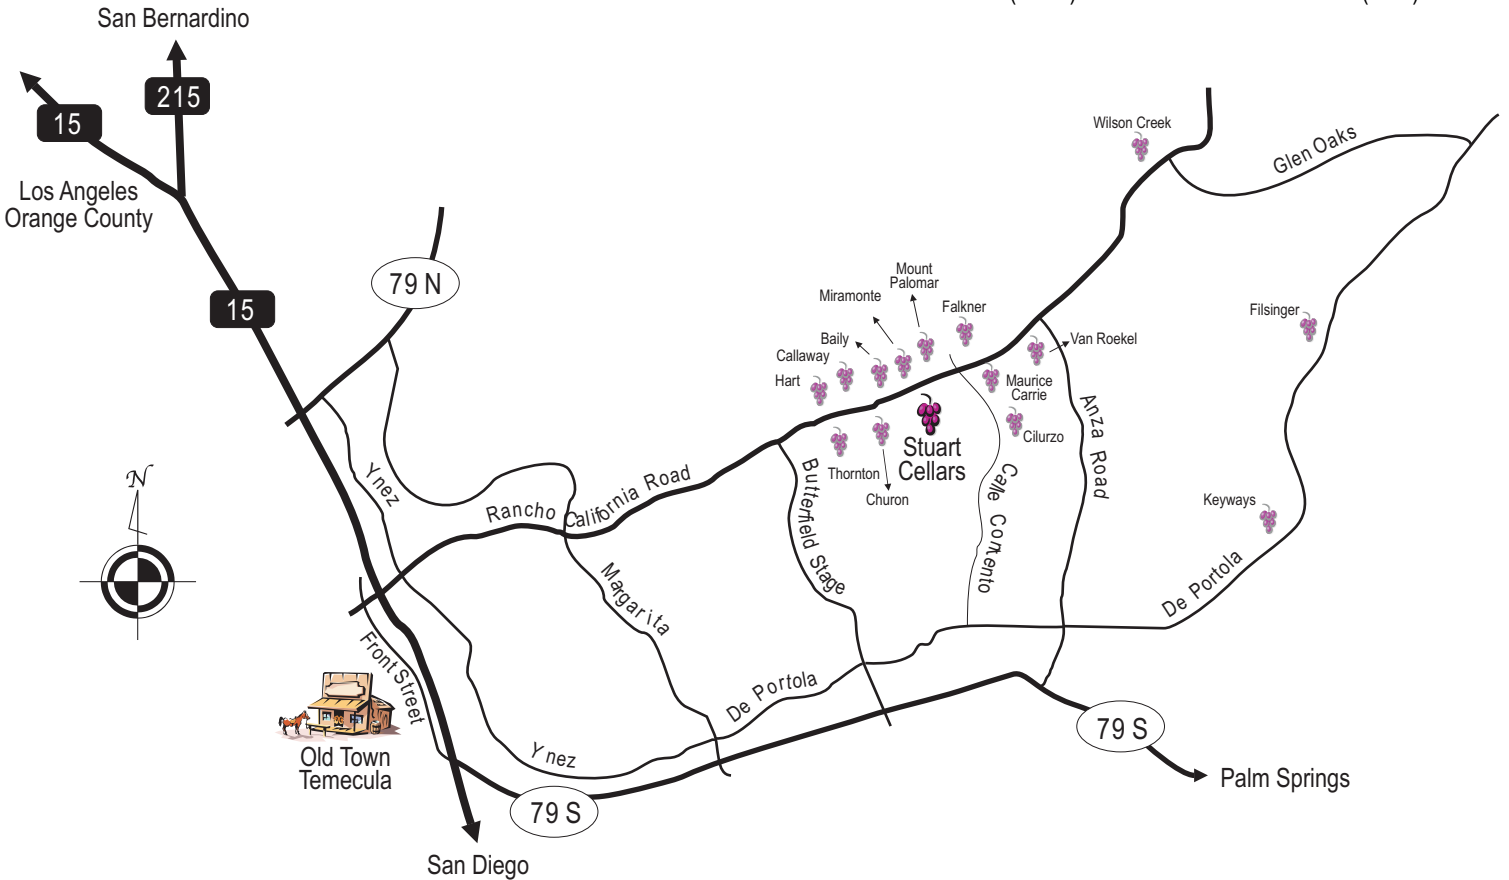 San Bernardino
215
15
Los Angeles
Orange County
15
79 N
Wilson Creek
Glen Oaks
Mount
Palomar
Miramonte
Falkner
Baily
Callaway
Hart
Filsinger
Van Roekel
Maurice
Carrie
Cilurzo
Stuart
Cellars
Thornton
Churon
Anza Road
Keyways
N
Ynez
Rancho California Road
Butterfield Stage
Calle Contento
Margarita
De Portola
Front Street
De Portola
Ynez
Old Town
Temecula
79 S
79 S
Palm Springs
San Diego